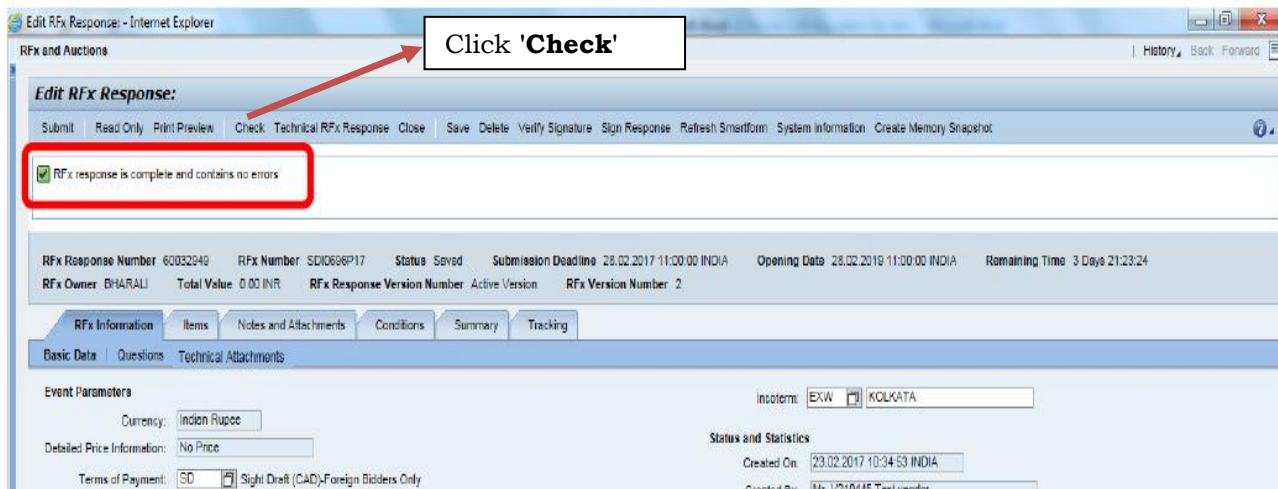 Edit RFx Response: - Internet Explorer
Click 'Check'
RFx and Auctions
History Back Forward
Edit RFx Response:
Submit Read Only Print Preview Check Technical RFx Response Close Save Delete Verify Signature Sign Response Refresh Smartform System Information Create Memory Snapshot
RFx response is complete and contains no errors
RFx Response Number 60032949 RFx Number SDI0696P17 Status Saved Submission Deadline 28.02.2017 11:00:00 INDIA Opening Date 28.02.2019 11:00:00 INDIA Remaining Time 3 Days 21:23:24
RFx Owner BHARALI Total Value 0.00 INR RFx Response Version Number Active Version RFx Version Number 2
RFx Information Items Notes and Attachments Conditions Summary Tracking
Basic Data Questions Technical Attachments
Event Parameters
Incoterm: EXW KOLKATA
Currency: Indian Rupee
Status and Statistics
Detailed Price Information: No Price
Created On: 23.02.2017 10:34:53 INDIA
Terms of Payment: SD Sight Draft (CAD)-Foreign Bidders Only
Created By: Mr. Test vendor